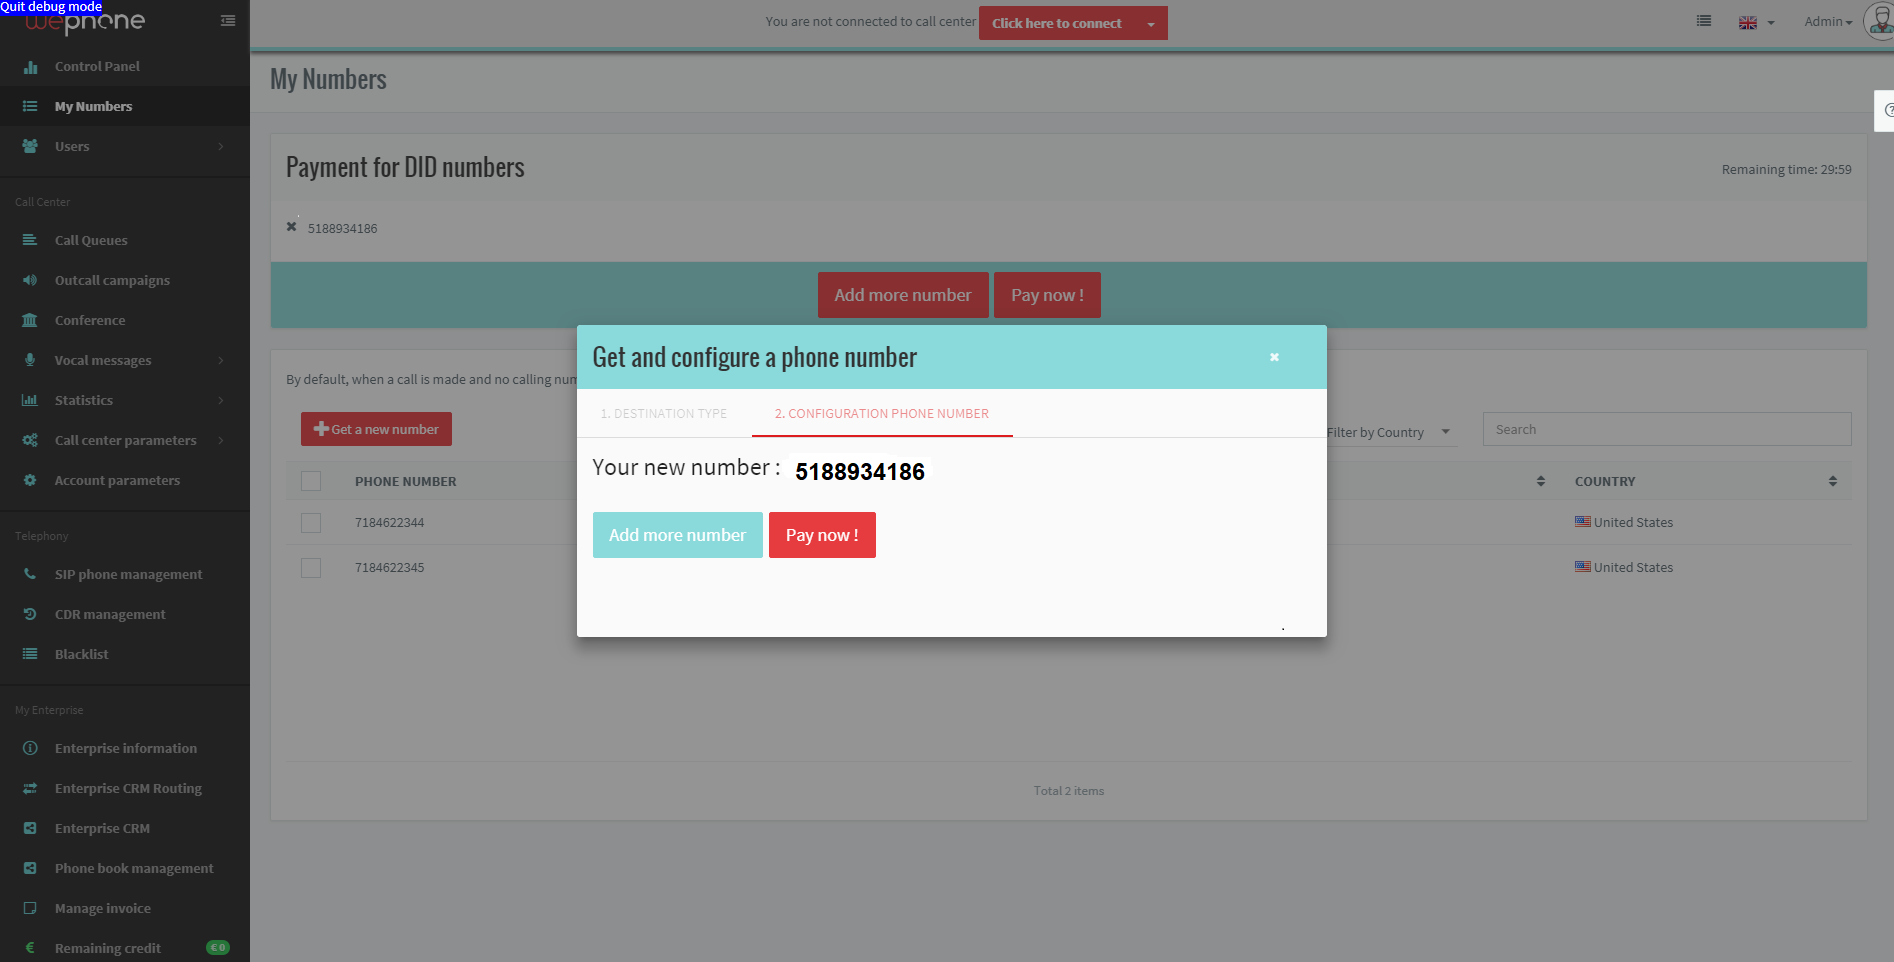 Quit debug mode
wephone
You are not connected to call center
Click here to connect
Admin
Control Panel
My Numbers
Users
Call Center
Call Queues
Outcall campaigns
Conference
Vocal messages
Statistics
Call center parameters
Account parameters
Telephony
SIP phone management
CDR management
Blacklist
My Enterprise
Enterprise information
Enterprise CRM Routing
Enterprise CRM
Phone book management
Manage invoice
Remaining credit
€ 0
My Numbers
Payment for DID numbers
Remaining time: 29:59
5188934186
Add more number
Pay now !
Get and configure a phone number
1. DESTINATION TYPE
2. CONFIGURATION PHONE NUMBER
Your new number : 5188934186
Add more number
Pay now !
By default, when a call is made and no calling
Get a new number
Filter by Country
Search
PHONE NUMBER
COUNTRY
7184622344
United States
7184622345
United States
Total 2 items